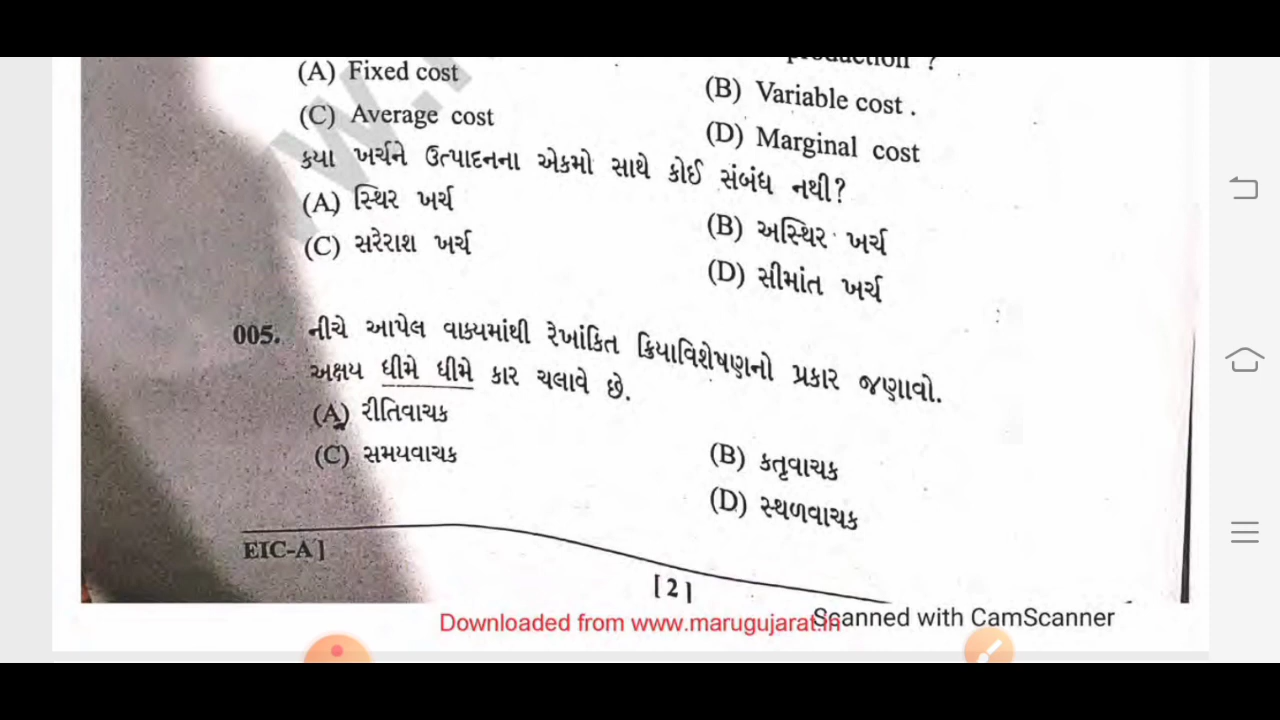 production ?
(A) Fixed cost
(B) Variable cost .
(C) Average cost
(D) Marginal cost
કયા ખર્ચને ઉત્પાદનના એકમો સાથે કોઈ સંબંધ નથી?
(A) સ્થિર ખર્ચ
(B) અસ્થિર ખર્ચ
(C) સરેરાશ ખર્ચ
(D) સીમાંત ખર્ચ
005. નીચે આપેલ વાક્યમાંથી રેખાંકિત ક્રિયાવિશેષણનો પ્રકાર જણાવો.
અક્ષય ધીમે ધીમે કાર ચલાવે છે.
(A) રીતિવાચક
(B) કતૃવાચક
(C) સમયવાચક
(D) સ્થળવાચક
EIC-A]
[2]
Downloaded from www.marugujarat.in
Scanned with CamScanner